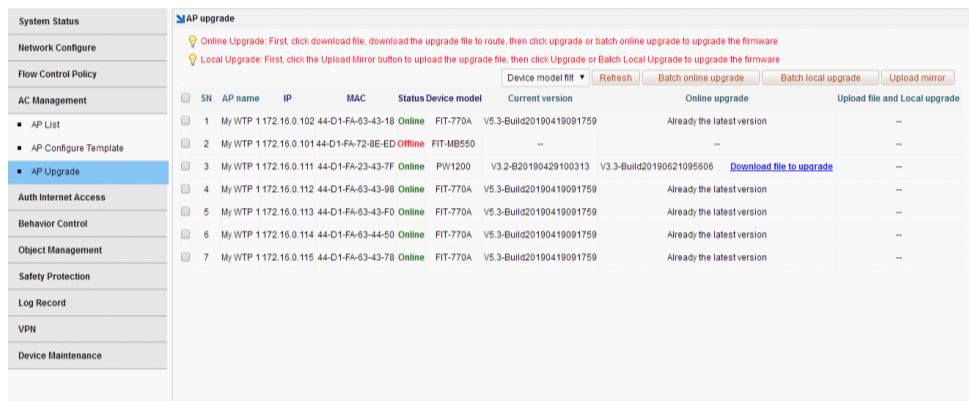 System Status
Network Configure
Flow Control Policy
AC Management
AP List
AP Configure Template
AP Upgrade
Auth Internet Access
Behavior Control
Object Management
Safety Protection
Log Record
VPN
Device Maintenance
AP upgrade
Online Upgrade: First, click download file, download the upgrade file to route, then click upgrade or batch online upgrade to upgrade the firmware
Local Upgrade: First, click the Upload Mirror button to upload the upgrade file, then click Upgrade or Batch Local Upgrade to upgrade the firmware
Device model filt Refresh Batch online upgrade Batch local upgrade Upload mirror
SN AP name IP MAC Status Device model Current version Online upgrade Upload file and Local upgrade
1 My WTP 1 172.16.0.102 44-D1-FA-63-43-18 Online FIT-770A V5.3-Build20190419091759 Already the latest version --
2 My WTP 1 172.16.0.101 44-D1-FA-72-8E-ED Offline FIT-MB550 -- -- --
3 My WTP 1 172.16.0.111 44-D1-FA-23-43-7F Online PW1200 V3.2-B20190429100313 V3.3-Build20190621095606 Download file to upgrade --
4 My WTP 1 172.16.0.112 44-D1-FA-63-43-98 Online FIT-770A V5.3-Build20190419091759 Already the latest version --
5 My WTP 1 172.16.0.113 44-D1-FA-63-43-F0 Online FIT-770A V5.3-Build20190419091759 Already the latest version --
6 My WTP 1 172.16.0.114 44-D1-FA-63-44-50 Online FIT-770A V5.3-Build20190419091759 Already the latest version --
7 My WTP 1 172.16.0.115 44-D1-FA-63-43-78 Online FIT-770A V5.3-Build20190419091759 Already the latest version --